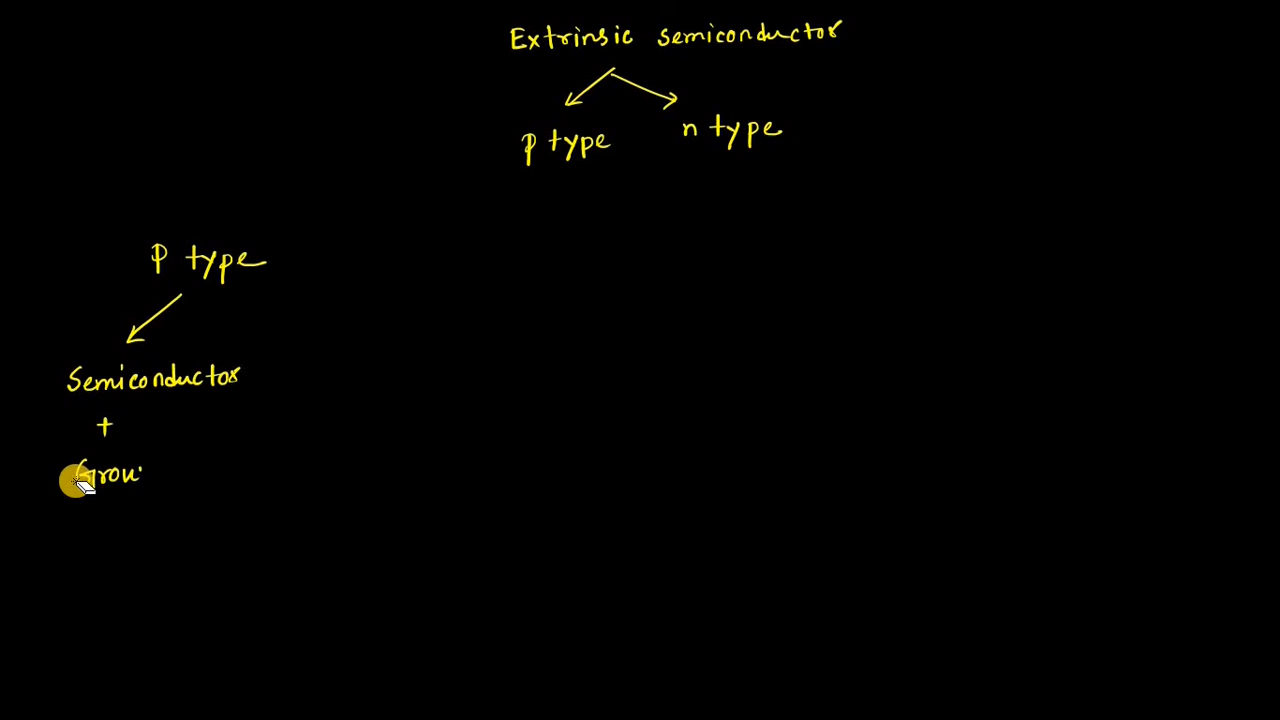 Extrinsic semiconductor
p type n type
P type
Semiconductor
+